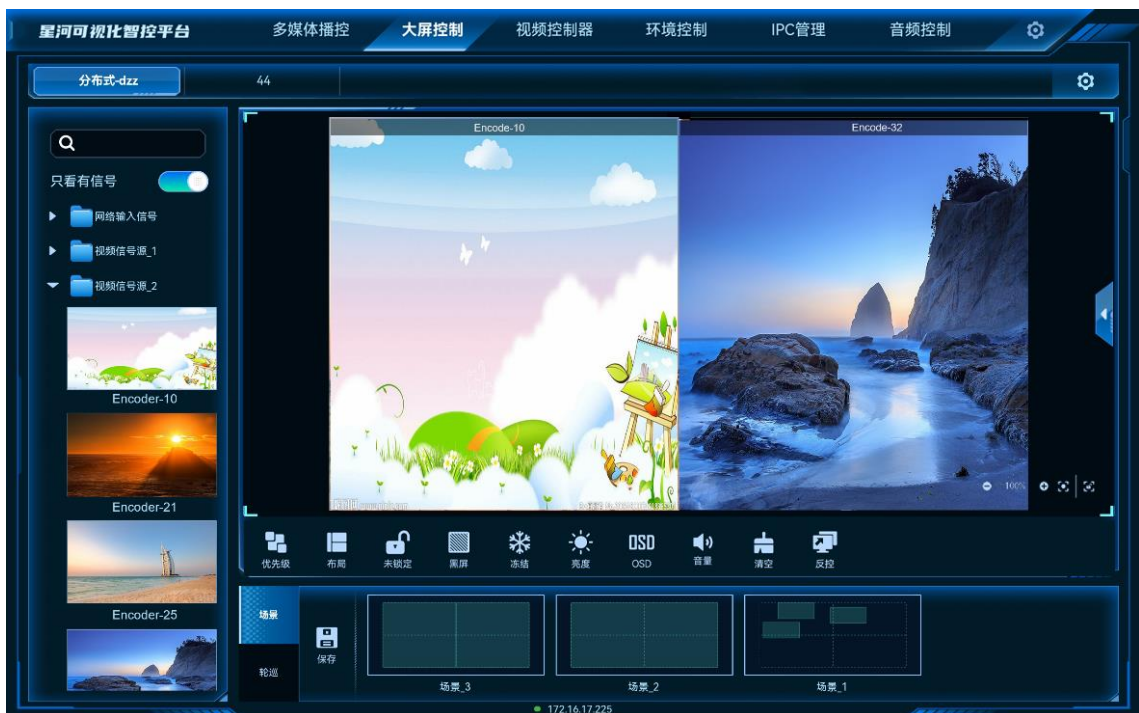 星河可视化智控平台
多媒体播控
大屏控制
视频控制器
环境控制
IPC管理
音频控制
分布式-dzz
44
只看有信号
网络输入信号
视频信号源_1
视频信号源_2
Encoder-10
Encoder-21
Encoder-25
Encode-10
Encode-32
100%
优先级
布局
未锁定
黑屏
冻结
亮度
OSD
OSD
音量
清空
反控
场景
轮巡
保存
场景_3
场景_2
场景_1
172.16.17.225